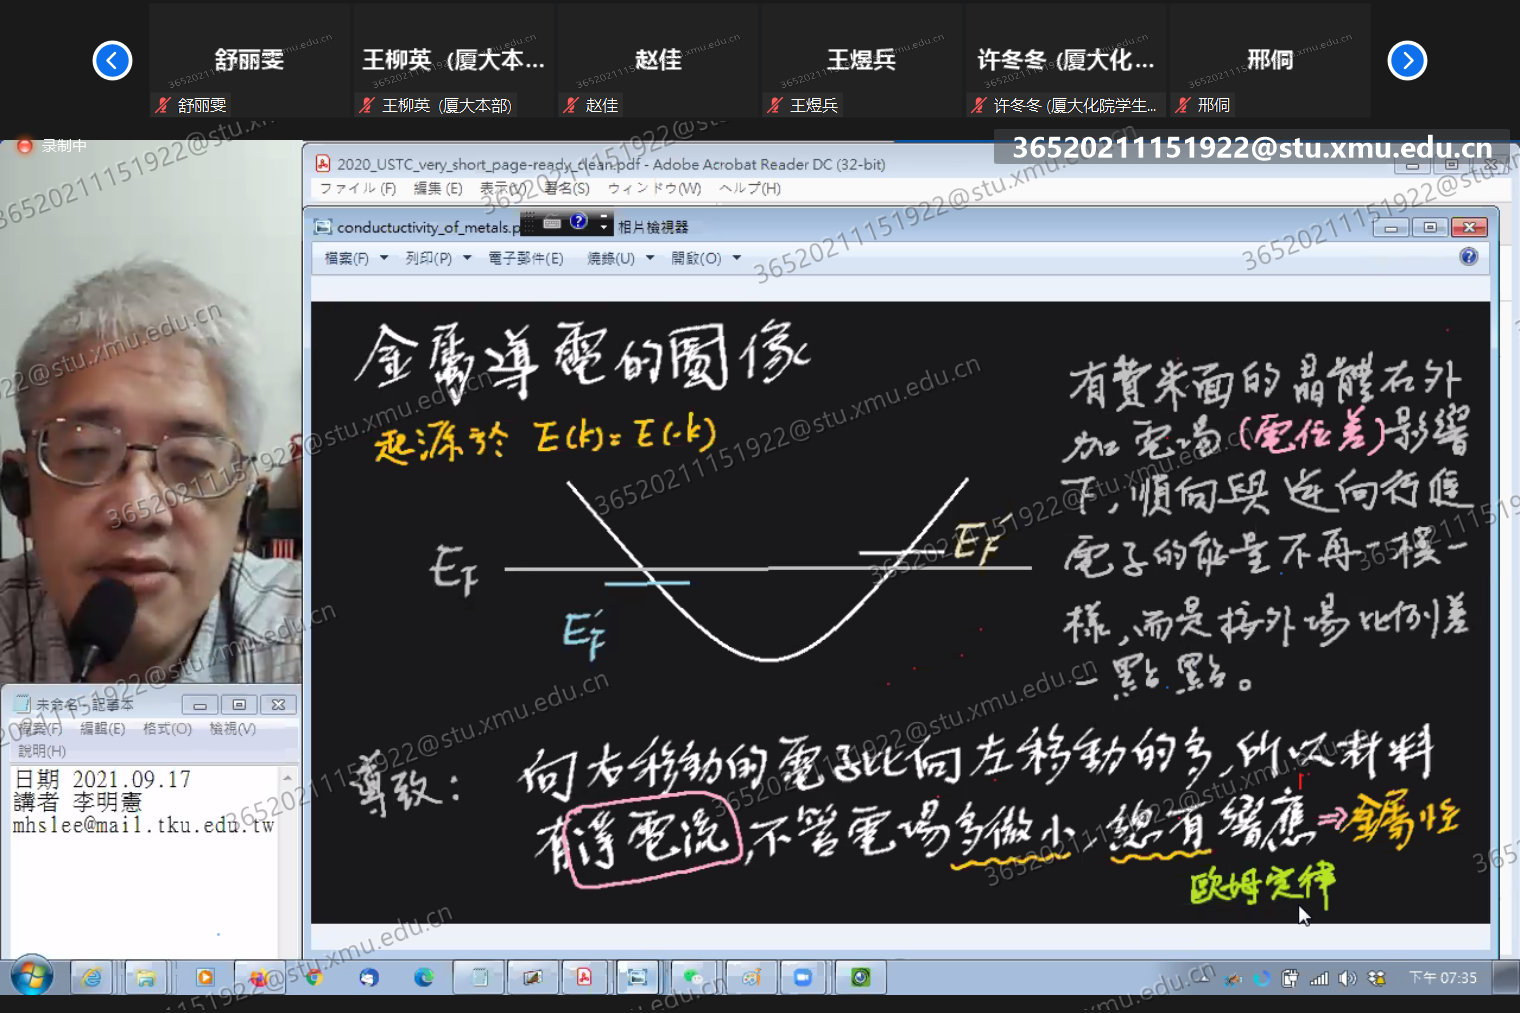 舒丽雯
王柳英（厦大本...
赵佳
王煜兵
许冬冬 (厦大化...
邢侗
舒丽雯
王柳英（厦大本部)
赵佳
王煜兵
许冬冬 (厦大化院学生...
邢侗
录制中
36520211151922@stu.xmu.edu.cn
2020_USTC_very_short_page-ready_clean.pdf - Adobe Acrobat Reader DC (32-bit)
ファイル(F) 編集(E) 表示(V) 署名(S) ウィンドウ(W) ヘルプ(H)
conductuctivity_of_metals.p 相片檢視器
檔案(F) 列印(P) 電子郵件(E) 燒錄(U) 開啟(O)
金屬導電的圖像
起源於 E(k)=E(-k)
E_F
E_F'
E_F'
有費米面的晶體在外
加電場(電位差)影響
下,順向與逆向行進
電子的能量不再一模一
樣,而是按外場比例差
一點點。
導致:
向右移動的電子比向左移動的多,所以材料
有淨電流,不管電場多微小,總有響應⇒金屬性
歐姆定律
未命名 - 記事本
檔案(F) 編輯(E) 格式(O) 檢視(V)
說明(H)
日期 2021.09.17
講者 李明憲
mhslee@mail.tku.edu.tw
下午 07:35